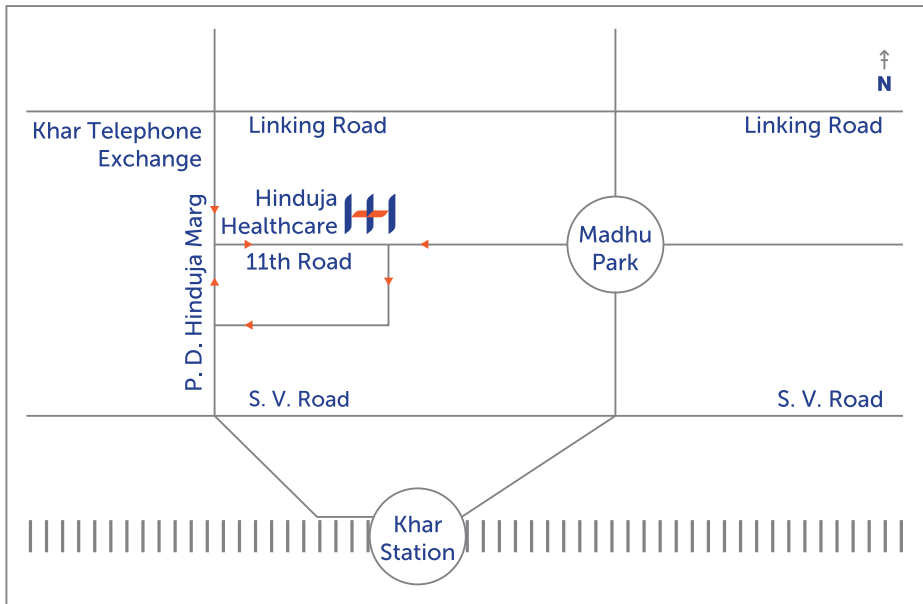 N
Khar Telephone
Exchange
Linking Road
Linking Road
Hinduja
Healthcare
P. D. Hinduja Marg
11th Road
Madhu
Park
S. V. Road
S. V. Road
Khar
Station